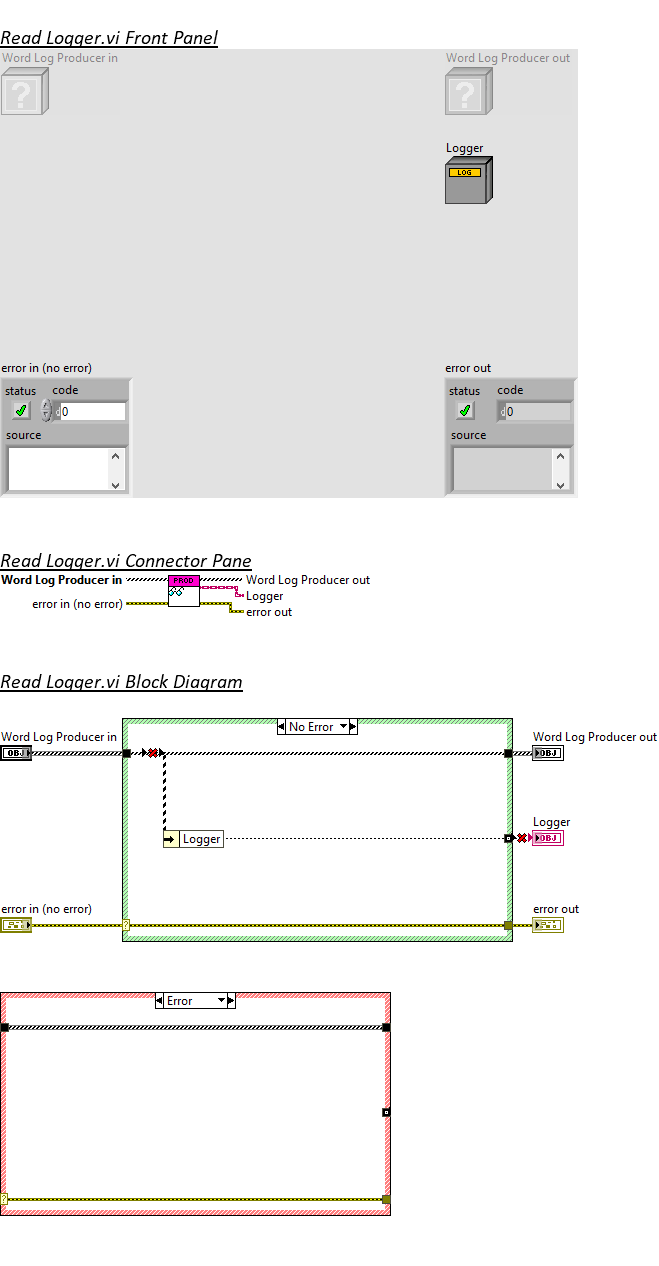 Read Logger.vi Front Panel
Word Log Producer in
Word Log Producer out
?
?
Logger
LOG
error in (no error)
error out
status code
status code
d 0
d 0
source
source
Read Logger.vi Connector Pane
Word Log Producer in
PROD
Word Log Producer out
Logger
error in (no error)
error out
Read Logger.vi Block Diagram
No Error
Word Log Producer in
Word Log Producer out
OBJ
OBJ
Logger
Logger
OBJ
error in (no error)
error out
?
Error
?